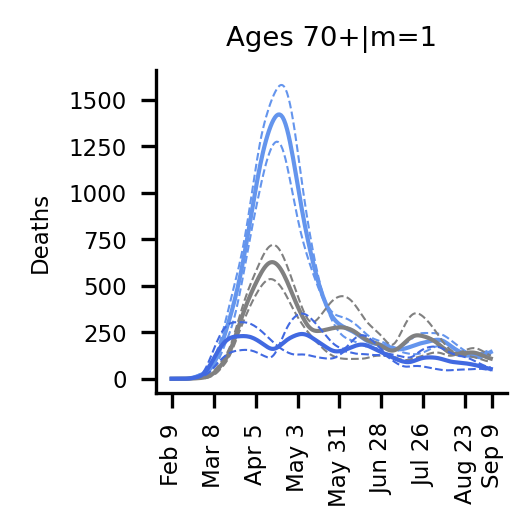 Ages 70+|m=1
Deaths
1500
1250
1000
750
500
250
0
Feb 9
Mar 8
Apr 5
May 3
May 31
Jun 28
Jul 26
Aug 23
Sep 9